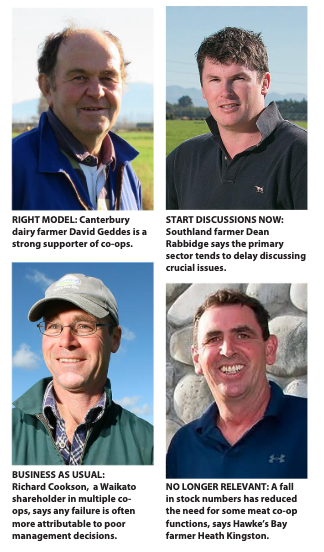 RIGHT MODEL: Canterbury
dairy farmer David Geddes is a
strong supporter of co-ops.
START DISCUSSIONS NOW:
Southland farmer Dean
Rabbidge says the primary
sector tends to delay discussing
crucial issues.
BUSINESS AS USUAL:
Richard Cookson, a Waikato
shareholder in multiple co-
ops, says any failure is often
more attributable to poor
management decisions.
NO LONGER RELEVANT: A fall
in stock numbers has reduced
the need for some meat co-op
functions, says Hawke's Bay
farmer Heath Kingston.